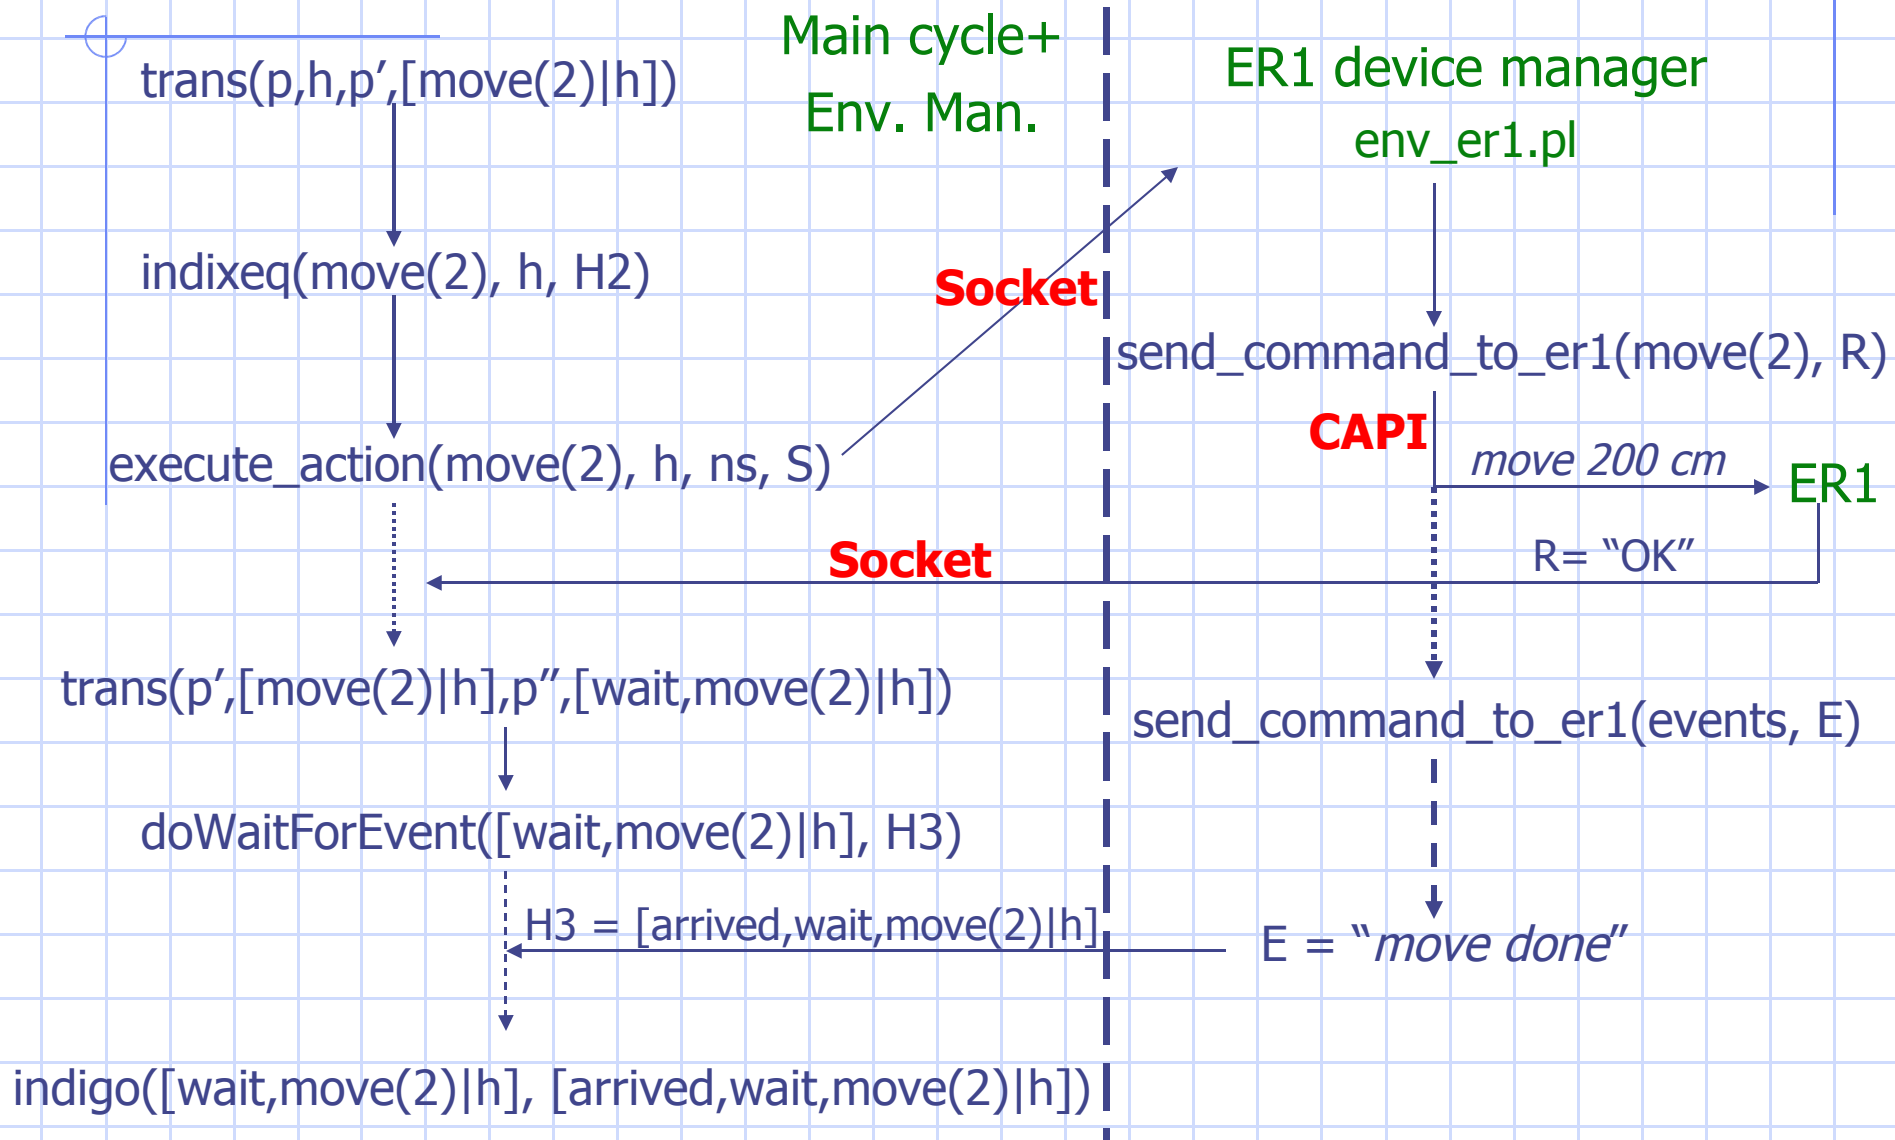 Main cycle+
Env. Man.
ER1 device manager
env_er1.pl
trans(p,h,p’,[move(2)|h])
indixeq(move(2), h, H2)
Socket
send_command_to_er1(move(2), R)
CAPI
move 200 cm
ER1
execute_action(move(2), h, ns, S)
Socket
R= “OK”
trans(p’,[move(2)|h],p”,[wait,move(2)|h])
send_command_to_er1(events, E)
doWaitForEvent([wait,move(2)|h], H3)
H3 = [arrived,wait,move(2)|h]
E = “move done”
indigo([wait,move(2)|h], [arrived,wait,move(2)|h])